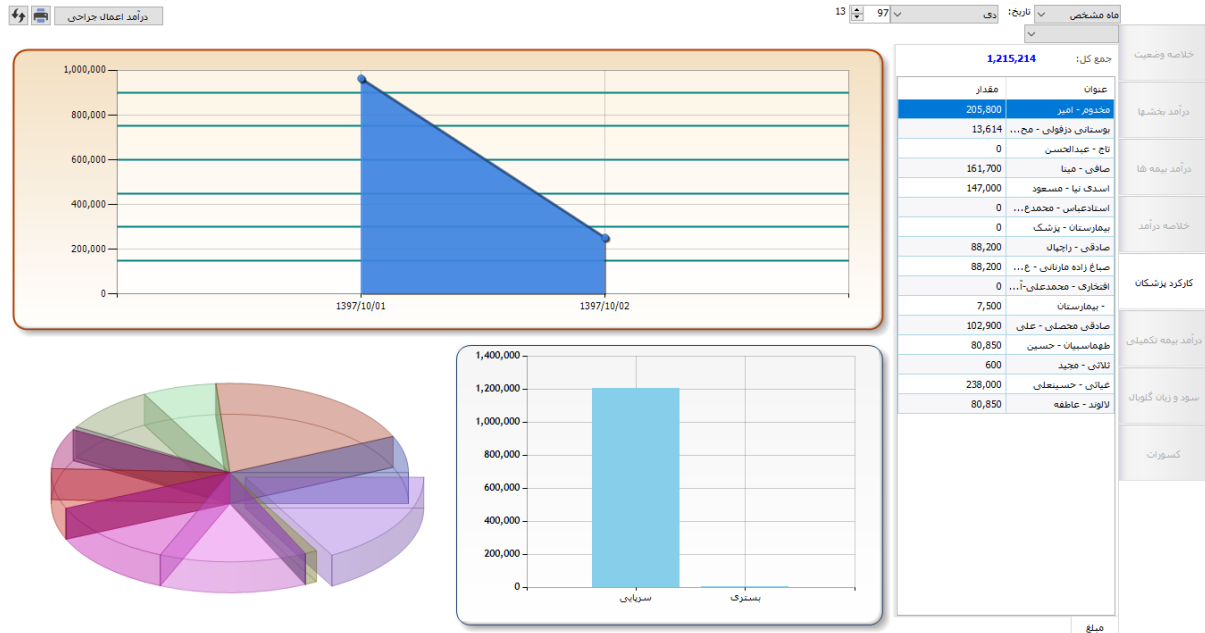 ماه مشخص تاریخ: دی 97 13
درآمد اعمال جراحی
جمع کل: 1,215,214
عنوان مقدار
مخدوم - امیر 205,800
بوستانی دزفولی - مح... 13,614
تاج - عبدالحسن 0
صافی - مینا 161,700
اسدی نیا - مسعود 147,000
استادعباس - محمدع... 0
بیمارستان - پزشک 0
صادقی - راجپال 88,200
صباغ زاده مارنانی - ع... 88,200
افتخاری - محمدعلی-آ... 0
- بیمارستان 7,500
صادقی محصلی - علی 102,900
طهماسبیان - حسین 80,850
ثلاثی - مجید 600
غیاثی - حسینعلی 238,000
لالوند - عاطفه 80,850
مبلغ
خلاصه وضعیت
درآمد بخشها
درآمد بیمه ها
خلاصه درآمد
کارکرد پزشکان
درآمد بیمه تکمیلی
سود و زیان گلوبال
کسورات
1,000,000
800,000
600,000
400,000
200,000
0
1397/10/01 1397/10/02
1,400,000
1,200,000
1,000,000
800,000
600,000
400,000
200,000
0
سرپایی بستری